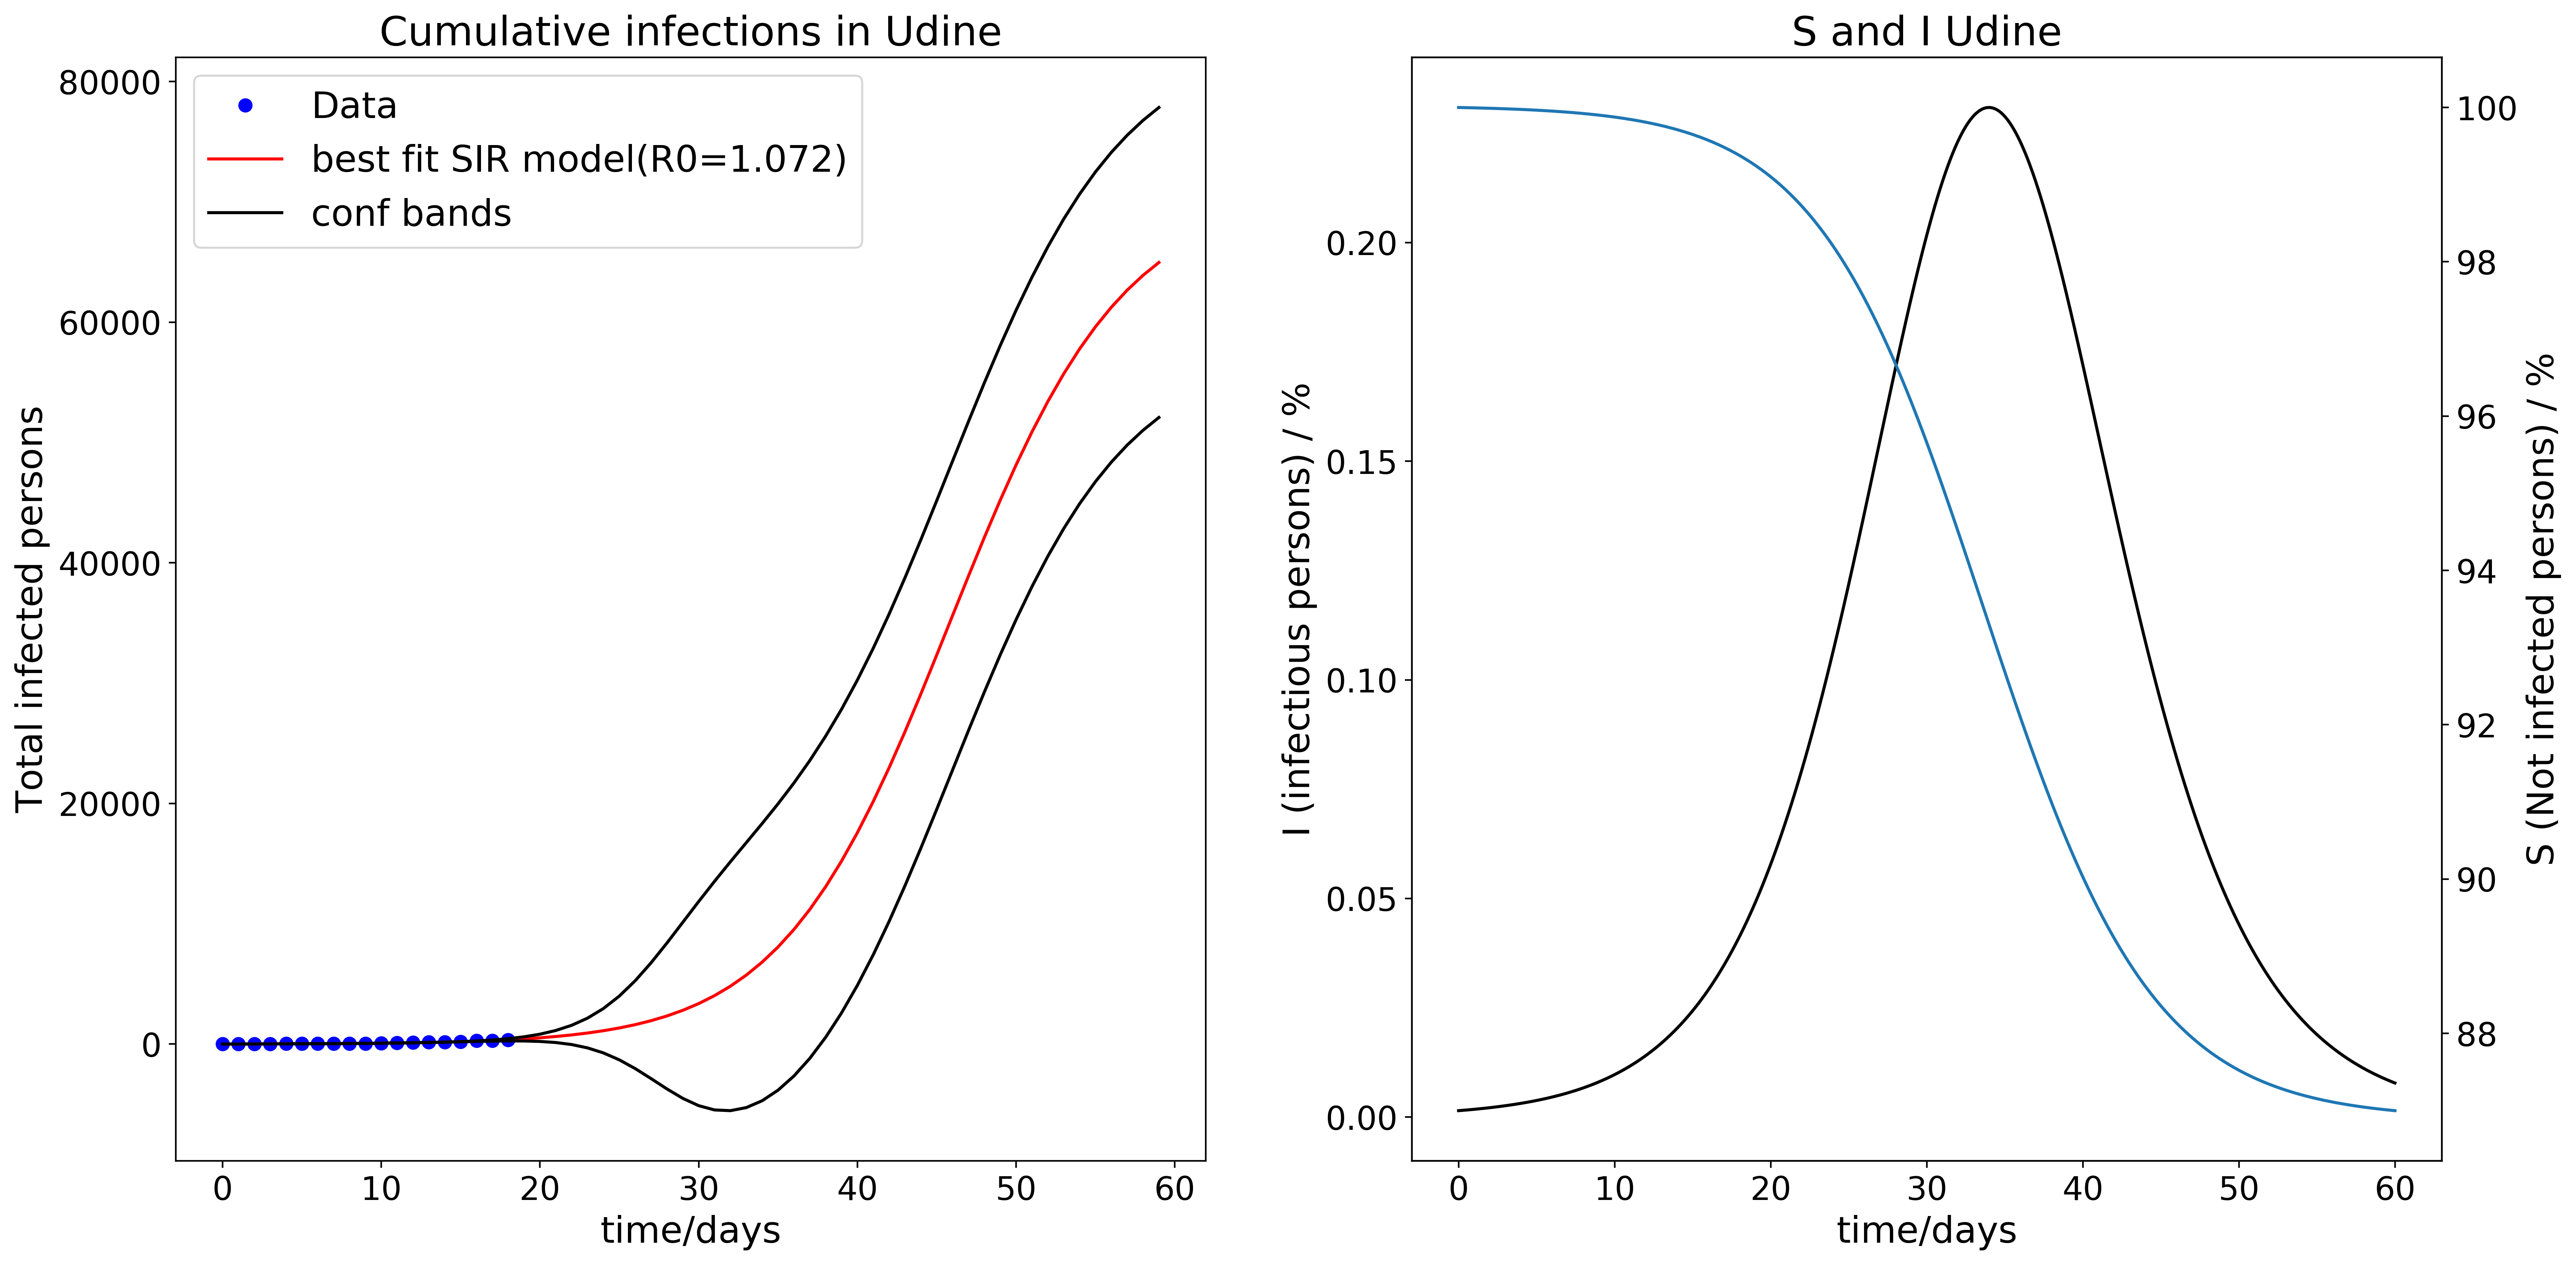 Cumulative infections in Udine
Data
best fit SIR model(R0=1.072)
conf bands
80000
60000
40000
20000
0
Total infected persons
0 10 20 30 40 50 60
time/days
S and I Udine
0.20
0.15
0.10
0.05
0.00
I (infectious persons) / %
100
98
96
94
92
90
88
S (Not infected persons) / %
0 10 20 30 40 50 60
time/days